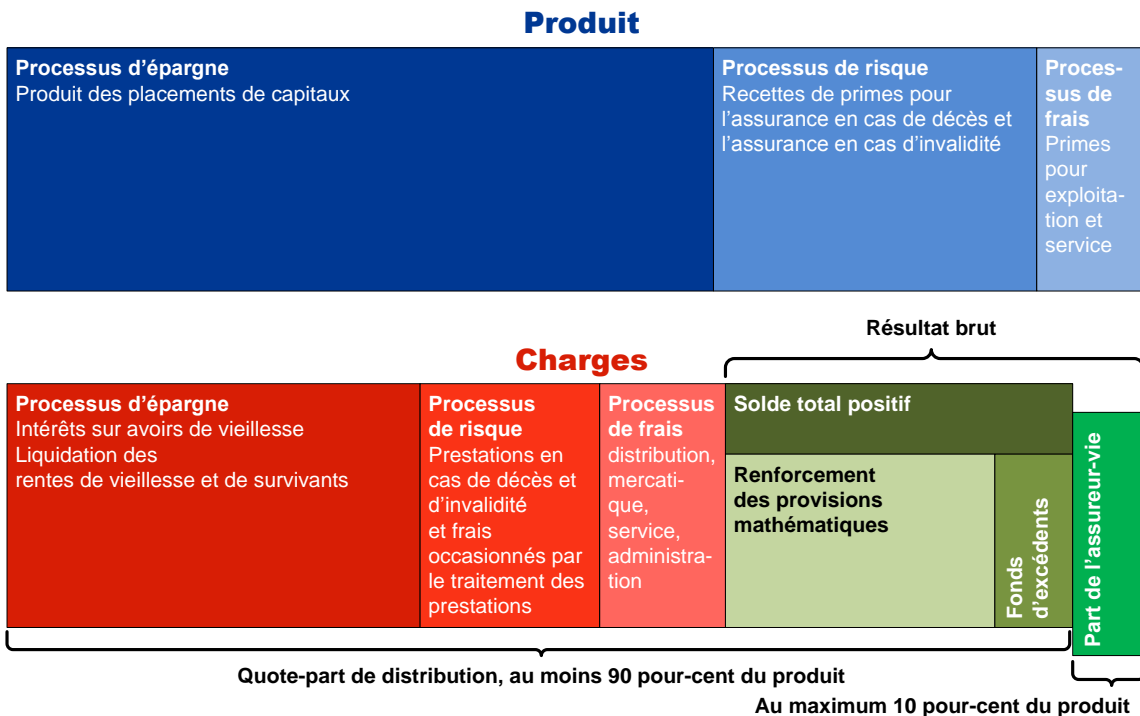 Produit
Processus d'épargne
Produit des placements de capitaux
Processus de risque
Recettes de primes pour
l'assurance en cas de décès et
l'assurance en cas d'invalidité
Proces-
sus de
frais
Primes
pour
exploita-
tion et
service
Résultat brut
Charges
Processus d'épargne
Intérêts sur avoirs de vieillesse
Liquidation des
rentes de vieillesse et de survivants
Processus
de risque
Prestations en
cas de décès et
d'invalidité
et frais
occasionnés par
le traitement des
prestations
Processus
de frais
distribution,
mercati-
que,
service,
administra-
tion
Solde total positif
Renforcement
des provisions
mathématiques
Fonds
d'excédents
Part de l'assureur-vie
Quote-part de distribution, au moins 90 pour-cent du produit
Au maximum 10 pour-cent du produit